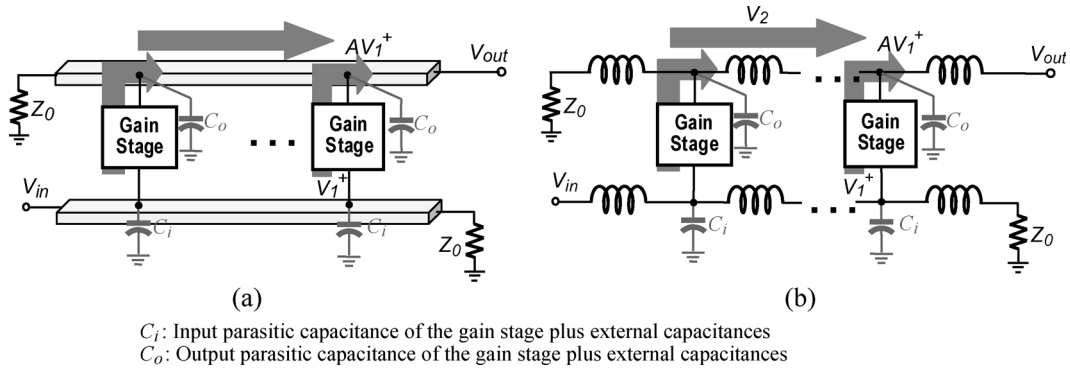 AV1+
Vout
Z0
Gain Stage
Co
Gain Stage
Co
Vin
V1+
Ci
Ci
Z0
(a)
V2
AV1+
Vout
Z0
Gain Stage
Co
Gain Stage
Co
Vin
V1+
Ci
Ci
Z0
(b)
Ci: Input parasitic capacitance of the gain stage plus external capacitances
Co: Output parasitic capacitance of the gain stage plus external capacitances